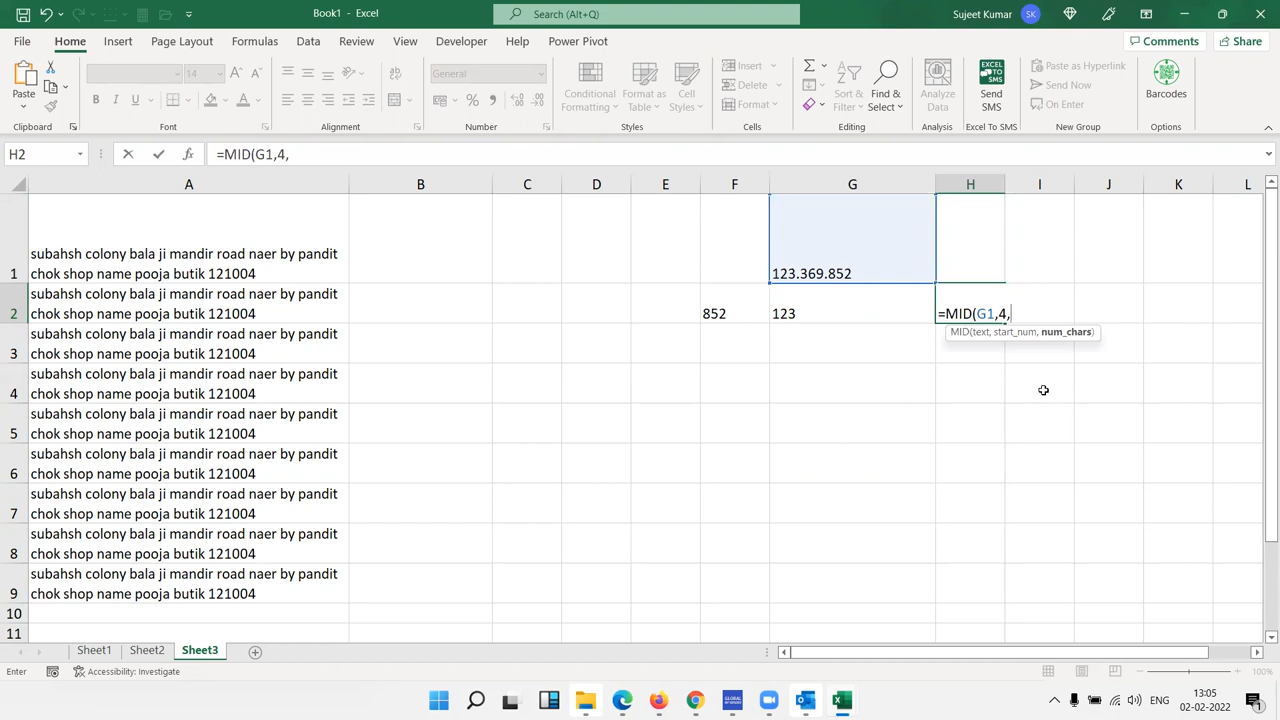 Book1 - Excel
Search (Alt+Q)
Sujeet Kumar
SK
File Home Insert Page Layout Formulas Data Review View Developer Help Power Pivot
Comments
Share
Paste
Clipboard
14
B I U
A
Font
Alignment
General
Number
Conditional Formatting
Format as Table
Cell Styles
Styles
Insert
Delete
Format
Cells
Sort & Filter
Find & Select
Editing
Analyze Data
Analysis
Send SMS
Excel To SMS
Paste as Hyperlink
Send Now
On Enter
New Group
Barcodes
Options
H2
fx
=MID(G1,4,
A B C D E F G H I J K L
subahsh colony bala ji mandir road naer by pandit
1 chok shop name pooja butik 121004 123.369.852
subahsh colony bala ji mandir road naer by pandit
2 chok shop name pooja butik 121004 852 123 =MID(G1,4,
MID(text, start_num, num_chars)
subahsh colony bala ji mandir road naer by pandit
3 chok shop name pooja butik 121004
subahsh colony bala ji mandir road naer by pandit
4 chok shop name pooja butik 121004
subahsh colony bala ji mandir road naer by pandit
5 chok shop name pooja butik 121004
subahsh colony bala ji mandir road naer by pandit
6 chok shop name pooja butik 121004
subahsh colony bala ji mandir road naer by pandit
7 chok shop name pooja butik 121004
subahsh colony bala ji mandir road naer by pandit
8 chok shop name pooja butik 121004
subahsh colony bala ji mandir road naer by pandit
9 chok shop name pooja butik 121004
10
11
Sheet1 Sheet2 Sheet3
Enter
Accessibility: Investigate
100%
ENG
13:05
02-02-2022